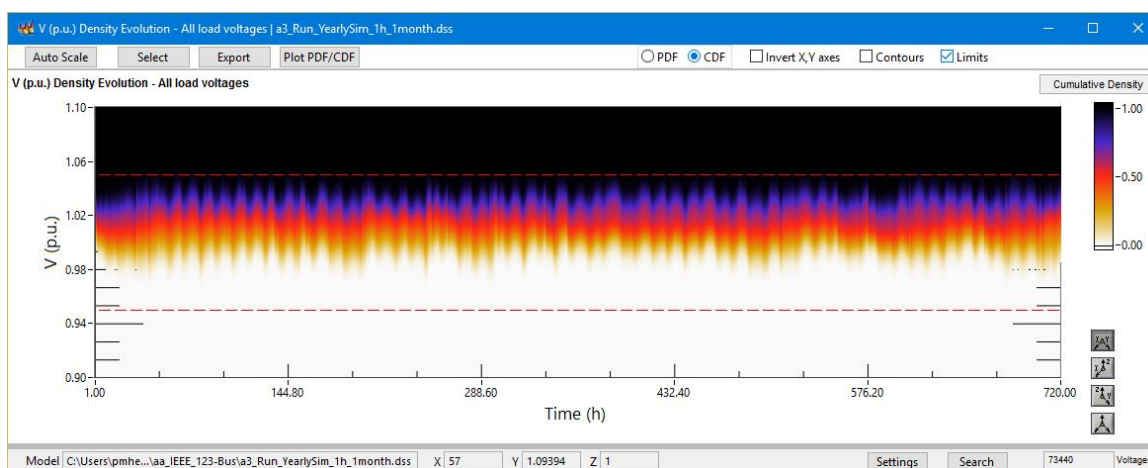 V (p.u.) Density Evolution - All load voltages | a3_Run_YearlySim_1h_1month.dss
Auto Scale Select Export Plot PDF/CDF PDF CDF Invert X,Y axes Contours Limits
V (p.u.) Density Evolution - All load voltages
Cumulative Density
1.10
1.06
1.02
0.98
0.94
0.90
V (p.u.)
1.00
0.50
0.00
1.00 144.80 288.60 432.40 576.20 720.00
Time (h)
Model C:\Users\pmhe...\aa_IEEE_123-Bus\a3_Run_YearlySim_1h_1month.dss X 57 Y 1.09394 Z 1 Settings Search 73440 Voltage